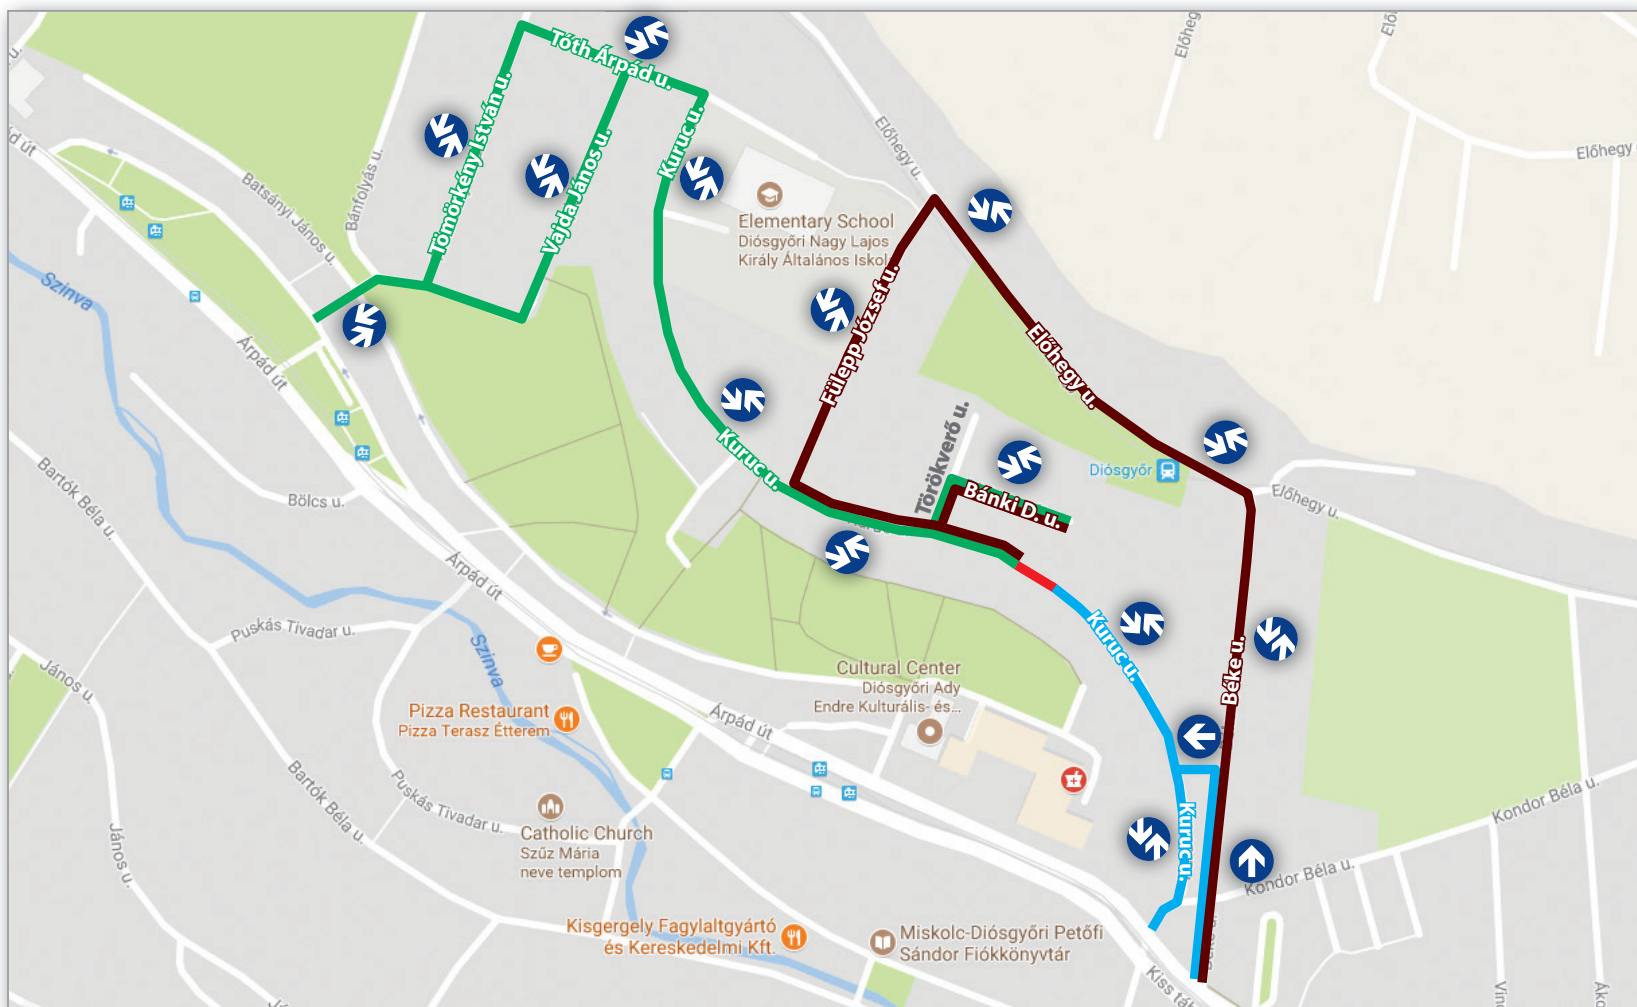 Tóth Árpád u.
Tömörkény István u.
Vajda János u.
Kuruc u.
Előhegy u.
Előhegy
Előhegy
Batsányi János u.
Bánfolyás u.
Szinva
Elementary School
Diósgyőri Nagy Lajos
Király Általános Iskola
Fülepp József u.
Előhegy u.
Árpád út
Törökverő u.
Bánki D. u.
Diósgyőr
Kuruc u.
Előhegy u.
Bartók Béla u.
Bölcs u.
Árpád út
Kuruc u.
Puskás Tivadar u.
Szinva
Béke u.
János u.
Cultural Center
Diósgyőri Ady
Endre Kulturális- és...
Pizza Restaurant
Pizza Terasz Étterem
Árpád út
Bartók Béla u.
Puskás Tivadar u.
Catholic Church
Szűz Mária
neve templom
János u.
Kuruc u.
Kondor Béla u.
Kondor Béla u.
Kisgergely Fagylaltgyártó
és Kereskedelmi Kft.
Miskolc-Diósgyőri Petőfi
Sándor Fiókkönyvtár